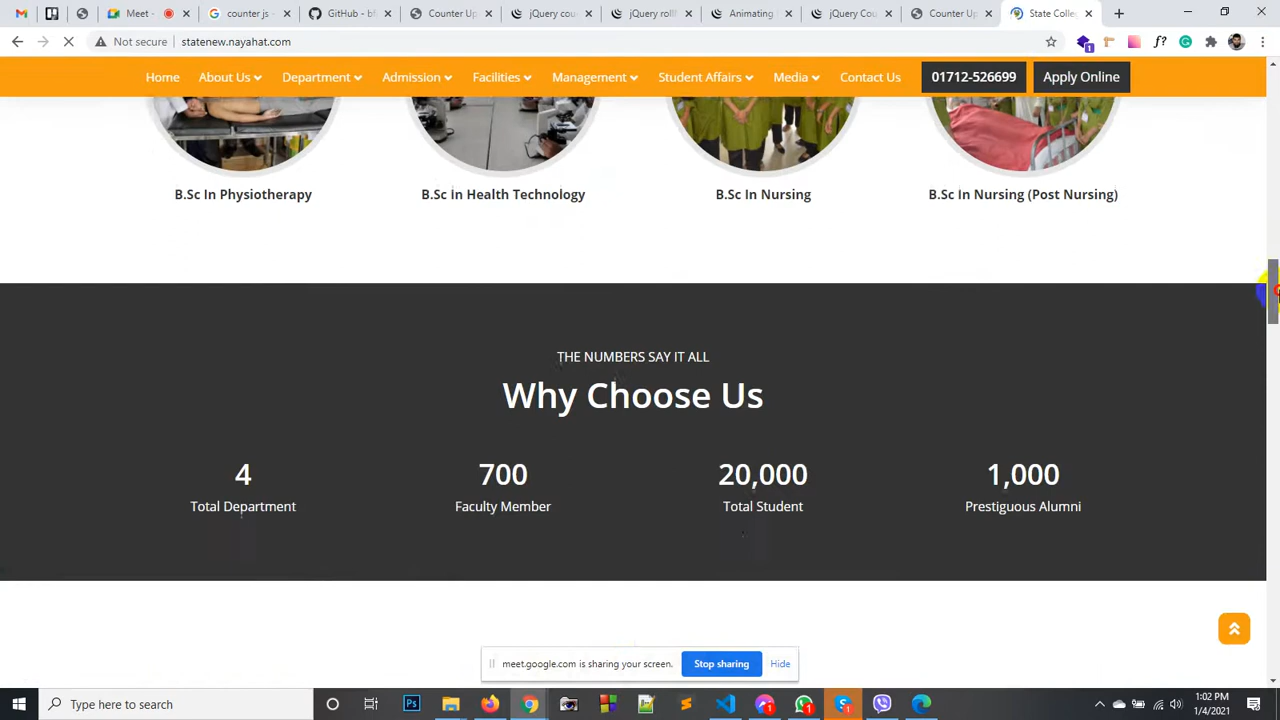 Meet -
counter js -
GitHub - bf
Counter Up
jQuery cou
jQuery rolli
Animating
jQuery Cou
Counter Up
State Colle
Not secure | statenew.nayahat.com
Home About Us Department Admission Facilities Management Student Affairs Media Contact Us 01712-526699 Apply Online
B.Sc In Physiotherapy B.Sc in Health Technology B.Sc In Nursing B.Sc In Nursing (Post Nursing)
THE NUMBERS SAY IT ALL
Why Choose Us
4 700 20,000 1,000
Total Department Faculty Member Total Student Prestiguous Alumni
meet.google.com is sharing your screen. Stop sharing Hide
Type here to search
1:02 PM
1/4/2021